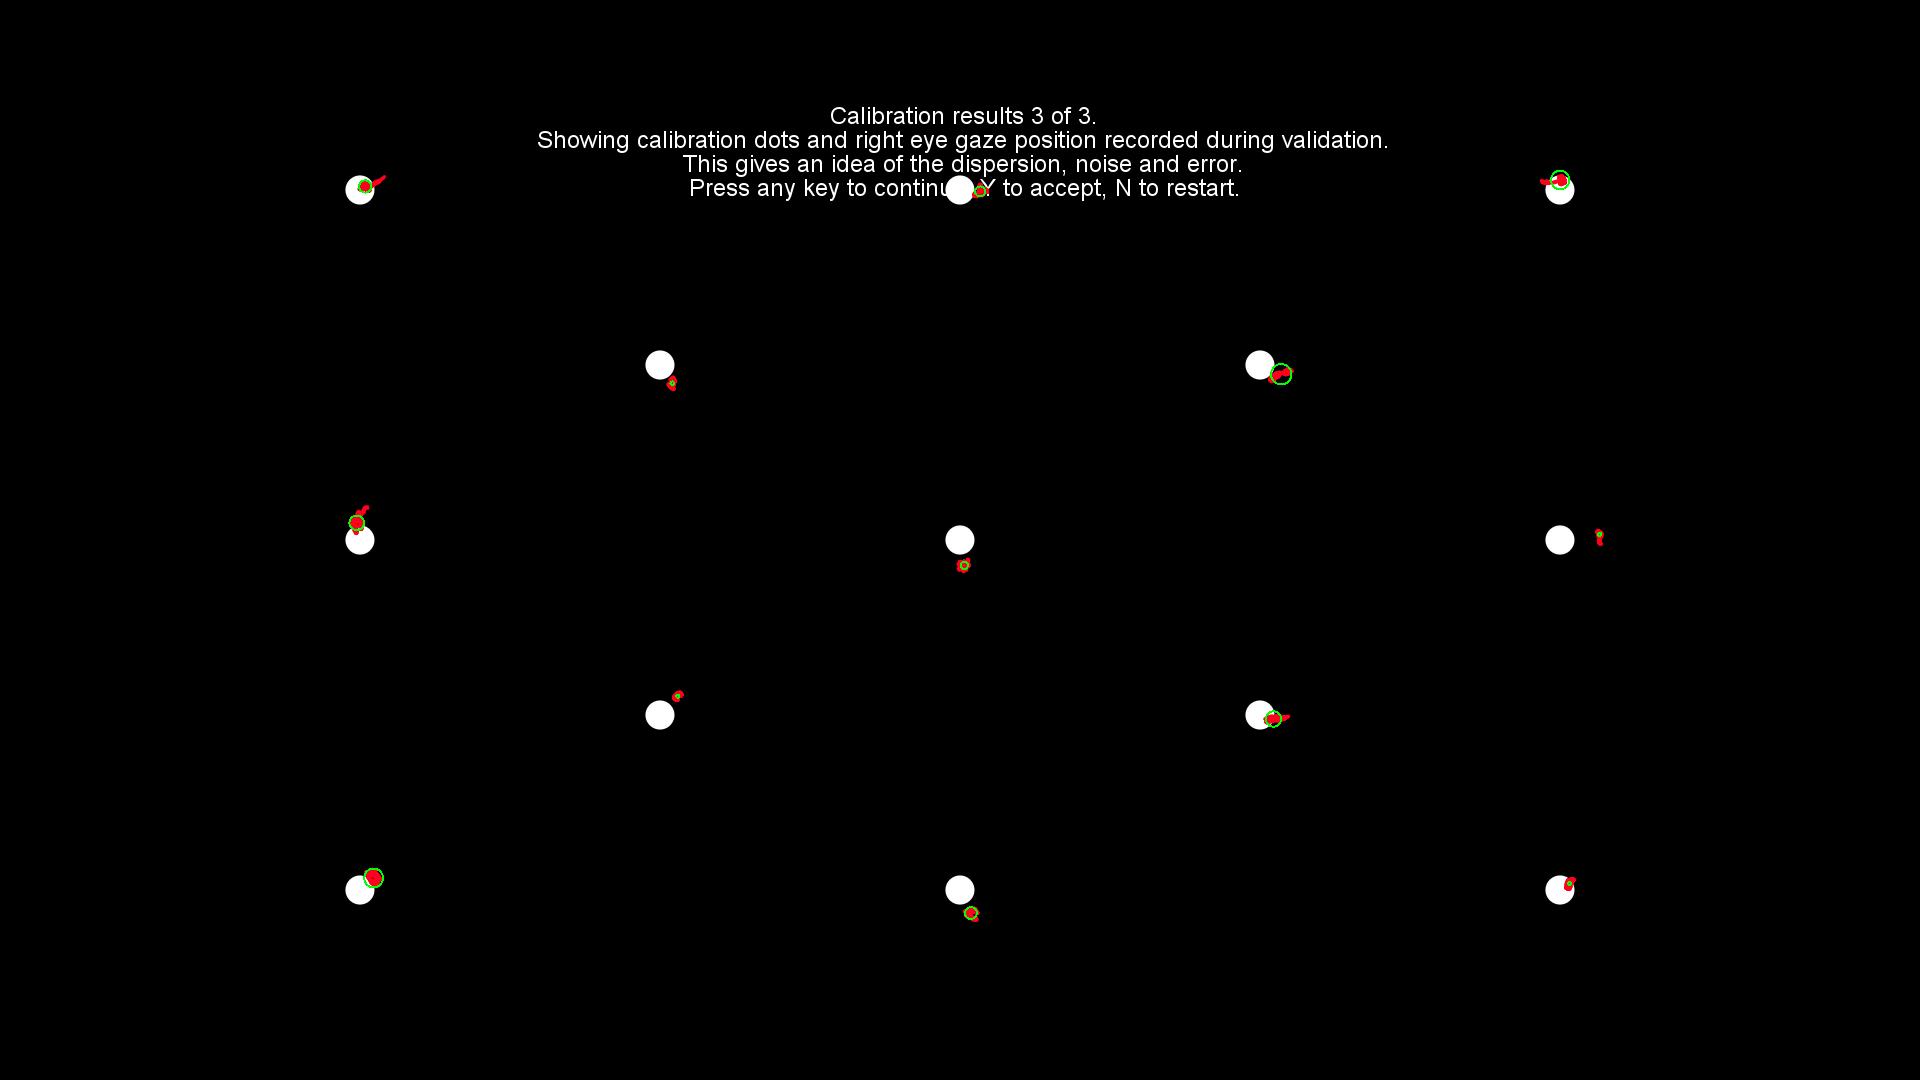 Calibration results 3 of 3.
Showing calibration dots and right eye gaze position recorded during validation.
This gives an idea of the dispersion, noise and error.
Press any key to continu Y to accept, N to restart.